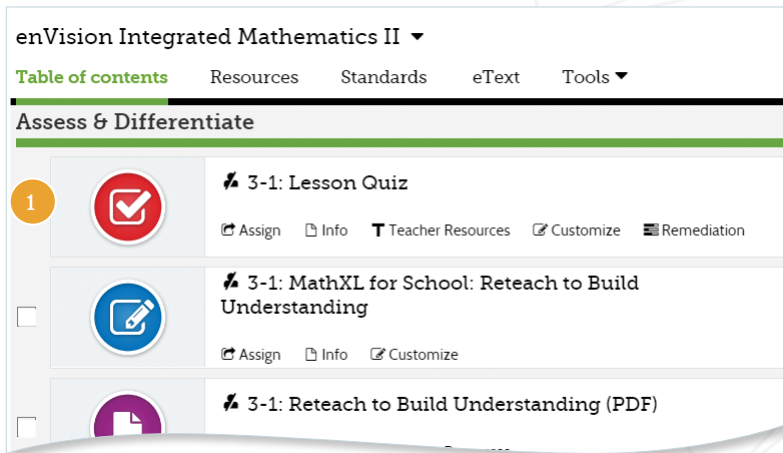 enVision Integrated Mathematics II
Table of contents Resources Standards eText Tools
Assess & Differentiate
1
3-1: Lesson Quiz
Assign Info T Teacher Resources Customize Remediation
3-1: MathXL for School: Reteach to Build
Understanding
Assign Info Customize
3-1: Reteach to Build Understanding (PDF)